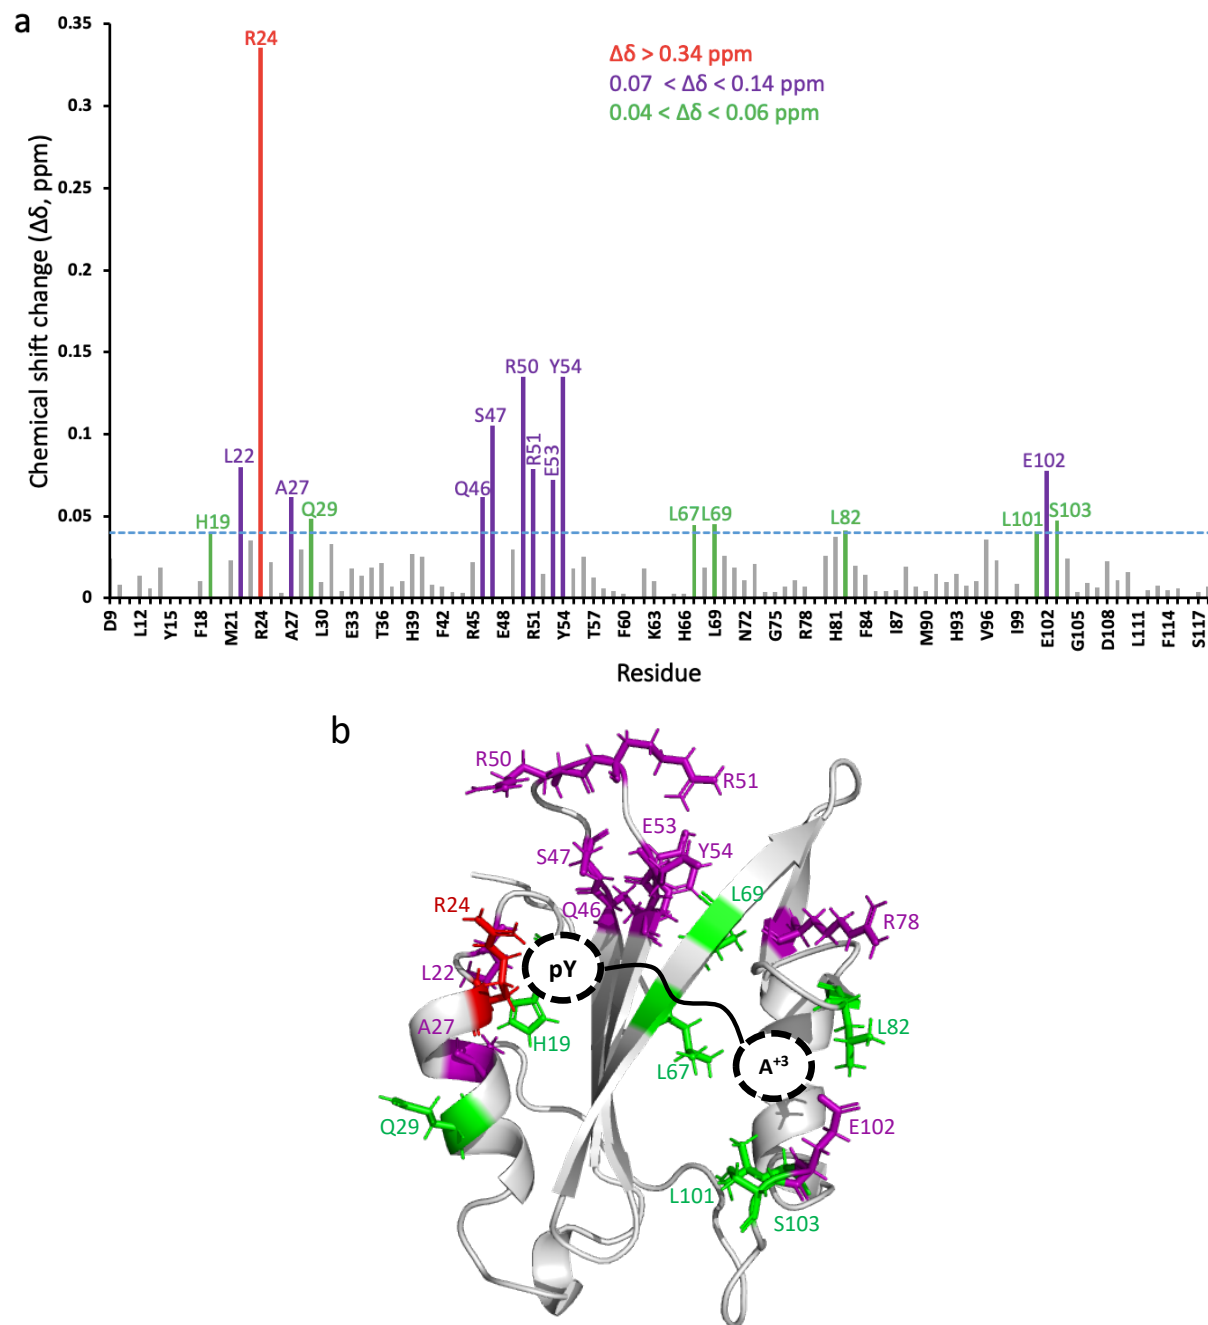 a
Chemical shift change (Δδ, ppm)
0.35
0.3
0.25
0.2
0.15
0.1
0.05
0
Δδ > 0.34 ppm
0.07 < Δδ < 0.14 ppm
0.04 < Δδ < 0.06 ppm
H19
L22
R24
A27
Q29
Q46
S47
R50
R51
E53
Y54
L67
L69
L82
L101
E102
S103
D9 L12 Y15 F18 M21 R24 A27 L30 E33 T36 H39 F42 R45 E48 R51 Y54 T57 F60 K63 H66 L69 N72 G75 R78 H81 F84 I87 M90 H93 V96 I99 E102 G105 D108 L111 F114 S117
Residue
b
R50
R51
E53
S47
Y54
L69
R24
Q46
R78
pY
L22
A27
H19
L82
L67
A+3
Q29
E102
L101
S103